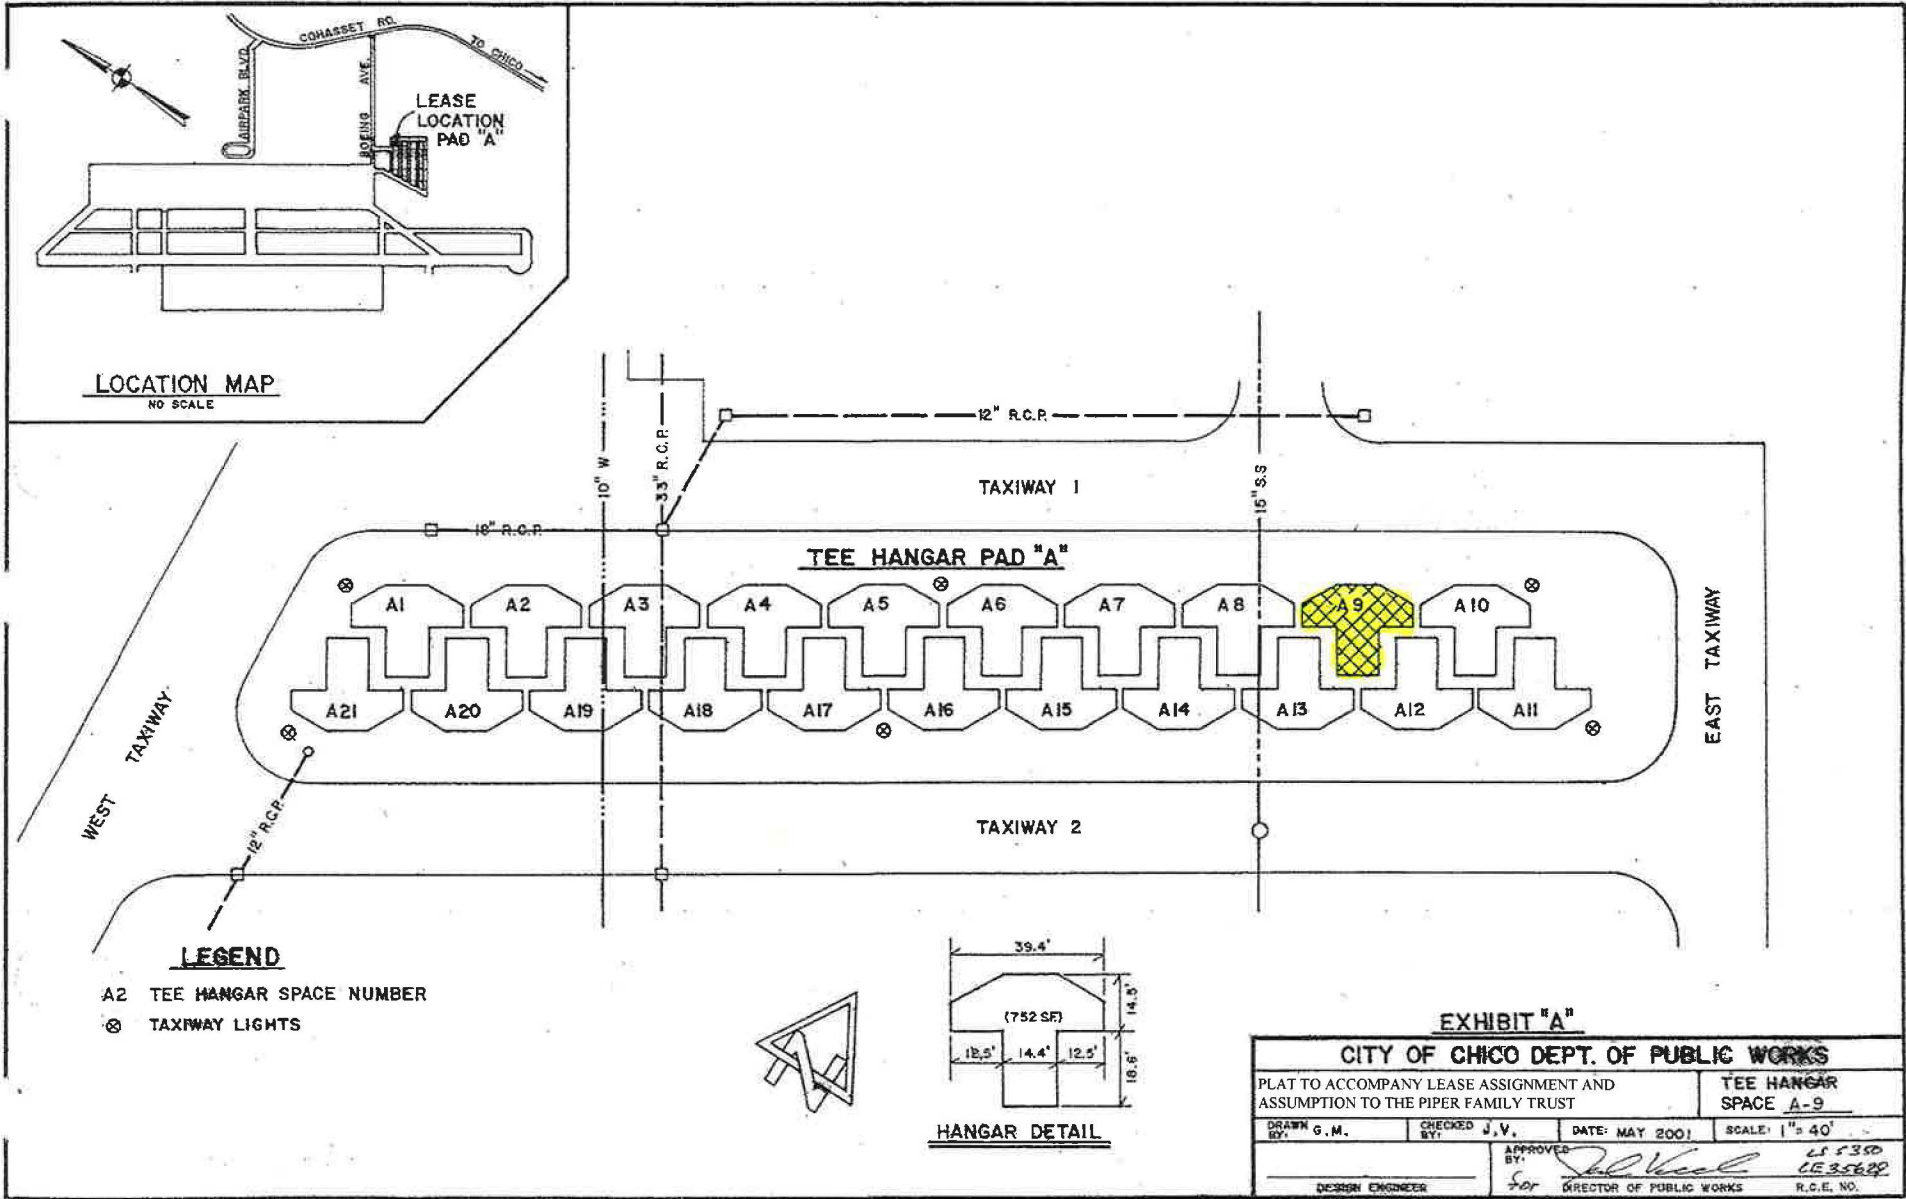 COHASSET RD.
TO CHICO
AIRPARK BLVD
BOEING AVE.
LEASE
LOCATION
PAD "A"
LOCATION MAP
NO SCALE
12" R.C.P.
10" W
33" R.C.P.
15" S.S
TAXIWAY 1
18" R.C.P.
TEE HANGAR PAD "A"
A1 A2 A3 A4 A5 A6 A7 A8 A9 A10
A21 A20 A19 A18 A17 A16 A15 A14 A13 A12 A11
WEST TAXIWAY
EAST TAXIWAY
12" R.C.P.
TAXIWAY 2
LEGEND
A2 TEE HANGAR SPACE NUMBER
TAXIWAY LIGHTS
39.4'
(752 SF.)
14.5'
12.5' 14.4' 12.5'
18.6'
HANGAR DETAIL
EXHIBIT "A"
CITY OF CHICO DEPT. OF PUBLIC WORKS
PLAT TO ACCOMPANY LEASE ASSIGNMENT AND
ASSUMPTION TO THE PIPER FAMILY TRUST
TEE HANGAR
SPACE A-9
DRAWN BY: G.M.
CHECKED BY: J.V.
DATE: MAY 2001
SCALE: 1"= 40'
APPROVED BY:
for
LS 5350
CE35629
DESIGN ENGINEER
DIRECTOR OF PUBLIC WORKS
R.C.E. NO.